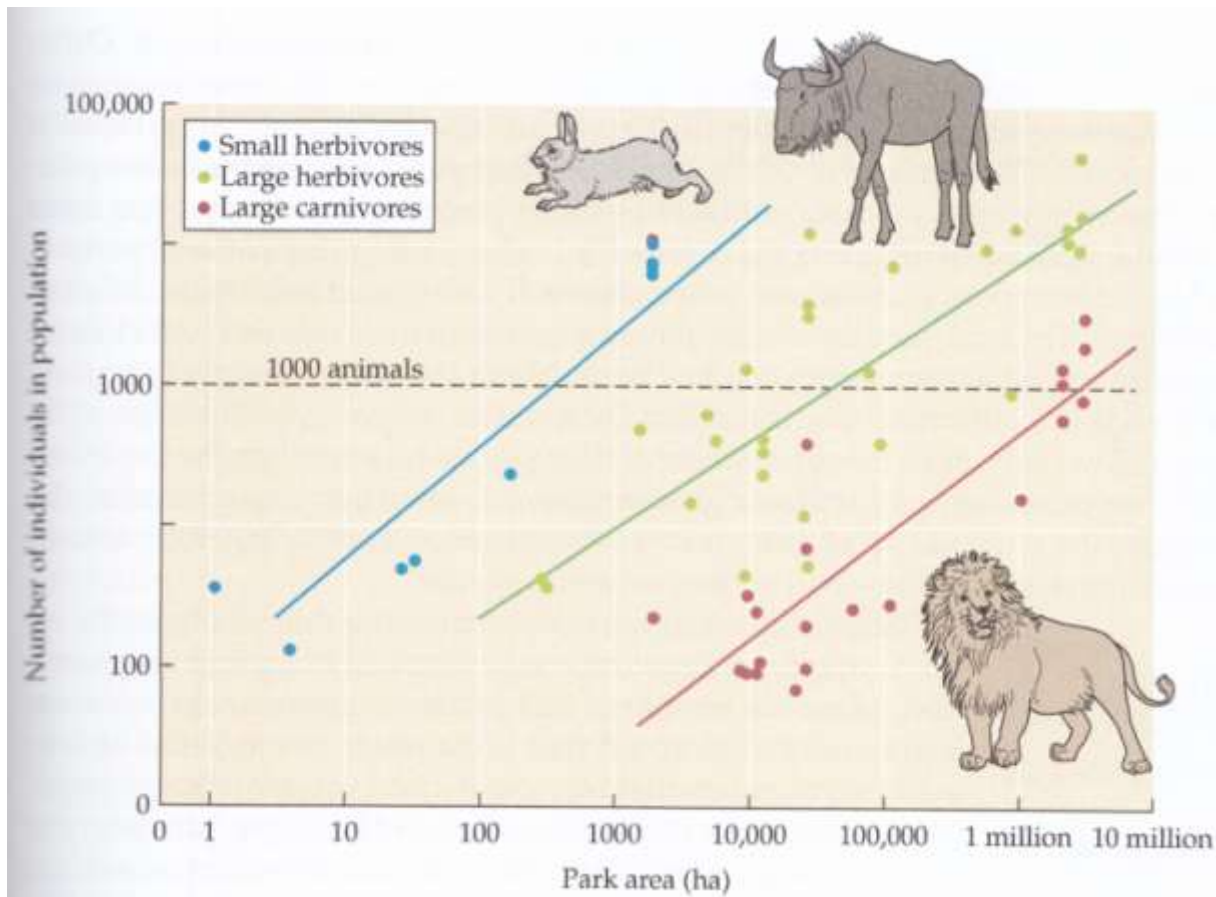 100,000
Small herbivores
Large herbivores
Large carnivores
1000 animals
1000
100
0
Number of individuals in population
0 1 10 100 1000 10,000 100,000 1 million 10 million
Park area (ha)